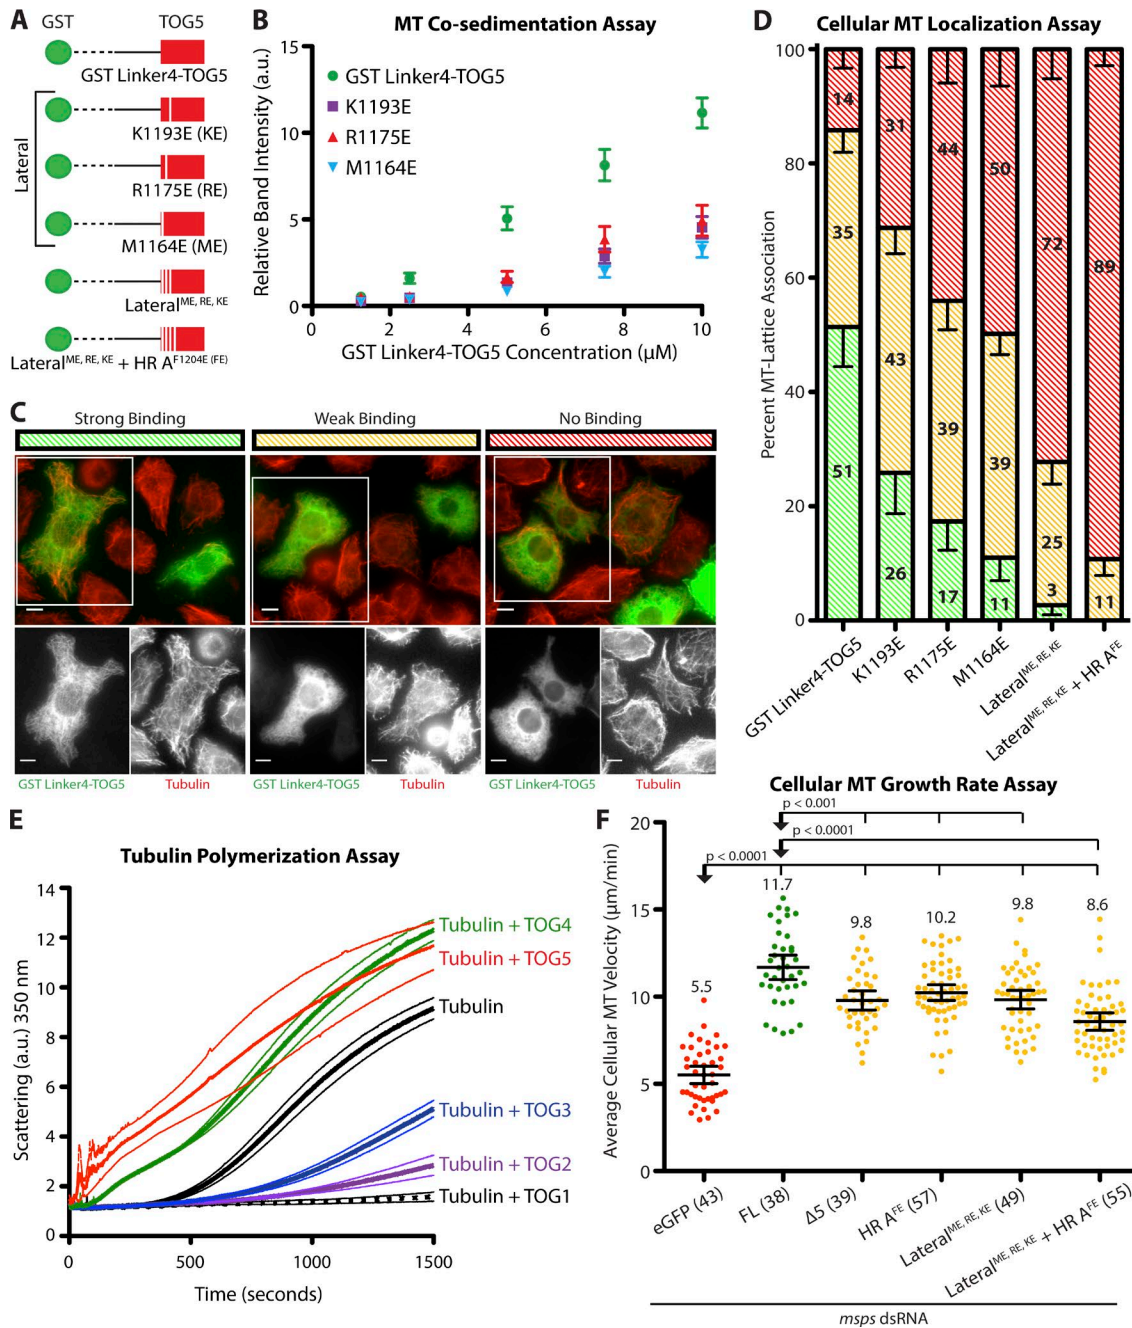 A
GST
TOG5
GST Linker4-TOG5
Lateral
K1193E (KE)
R1175E (RE)
M1164E (ME)
Lateral^ME, RE, KE
Lateral^ME, RE, KE + HR A^F1204E (FE)
B
MT Co-sedimentation Assay
Relative Band Intensity (a.u.)
15
10
5
0
GST Linker4-TOG5
K1193E
R1175E
M1164E
0 2 4 6 8 10
GST Linker4-TOG5 Concentration (μM)
C
Strong Binding
Weak Binding
No Binding
GST Linker4-TOG5
Tubulin
GST Linker4-TOG5
Tubulin
GST Linker4-TOG5
Tubulin
D
Cellular MT Localization Assay
Percent MT-Lattice Association
100
80
60
40
20
0
14
35
51
31
43
26
44
39
17
50
39
11
72
25
3
89
11
GST Linker4-TOG5
K1193E
R1175E
M1164E
Lateral^ME, RE, KE
Lateral^ME, RE, KE + HR A^FE
E
Tubulin Polymerization Assay
Scattering (a.u.) 350 nm
14
12
10
8
6
4
2
0
Tubulin + TOG4
Tubulin + TOG5
Tubulin
Tubulin + TOG3
Tubulin + TOG2
Tubulin + TOG1
0 500 1000 1500
Time (seconds)
F
Cellular MT Growth Rate Assay
p < 0.001
p < 0.0001
p < 0.0001
Average Cellular MT Velocity (μm/min)
20
15
10
5
0
5.5
11.7
9.8
10.2
9.8
8.6
eGFP (43)
FL (38)
Δ5 (39)
HR A^FE (57)
Lateral^ME, RE, KE (49)
Lateral^ME, RE, KE + HR A^FE (55)
msps dsRNA